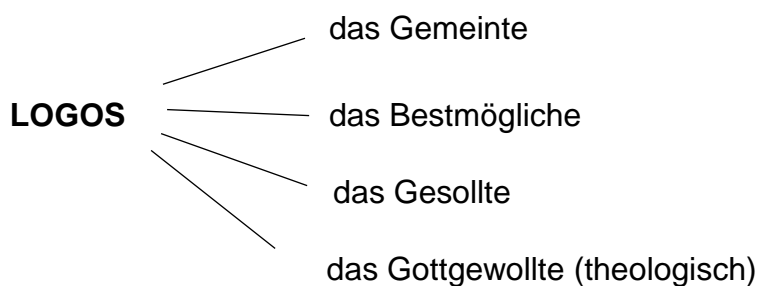 das Gemeinte
LOGOS
das Bestmögliche
das Gesollte
das Gottgewollte (theologisch)